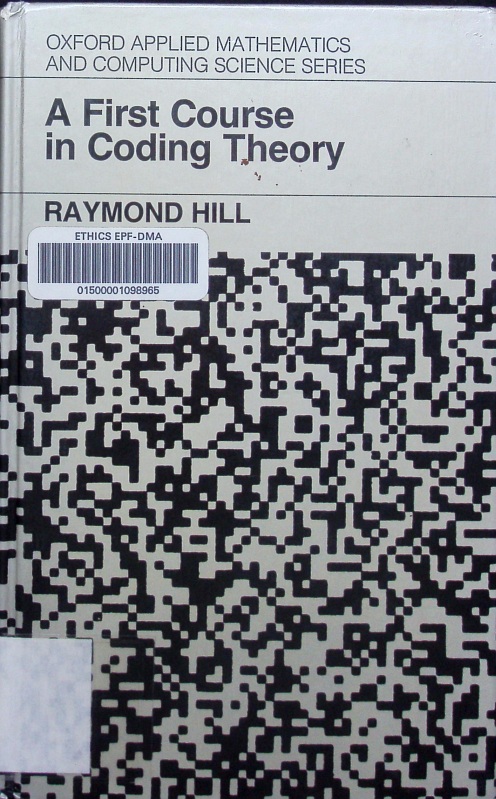 OXFORD APPLIED MATHEMATICS
AND COMPUTING SCIENCE SERIES
A First Course
in Coding Theory
RAYMOND HILL
ETHICS EPF-DMA
01500001098965